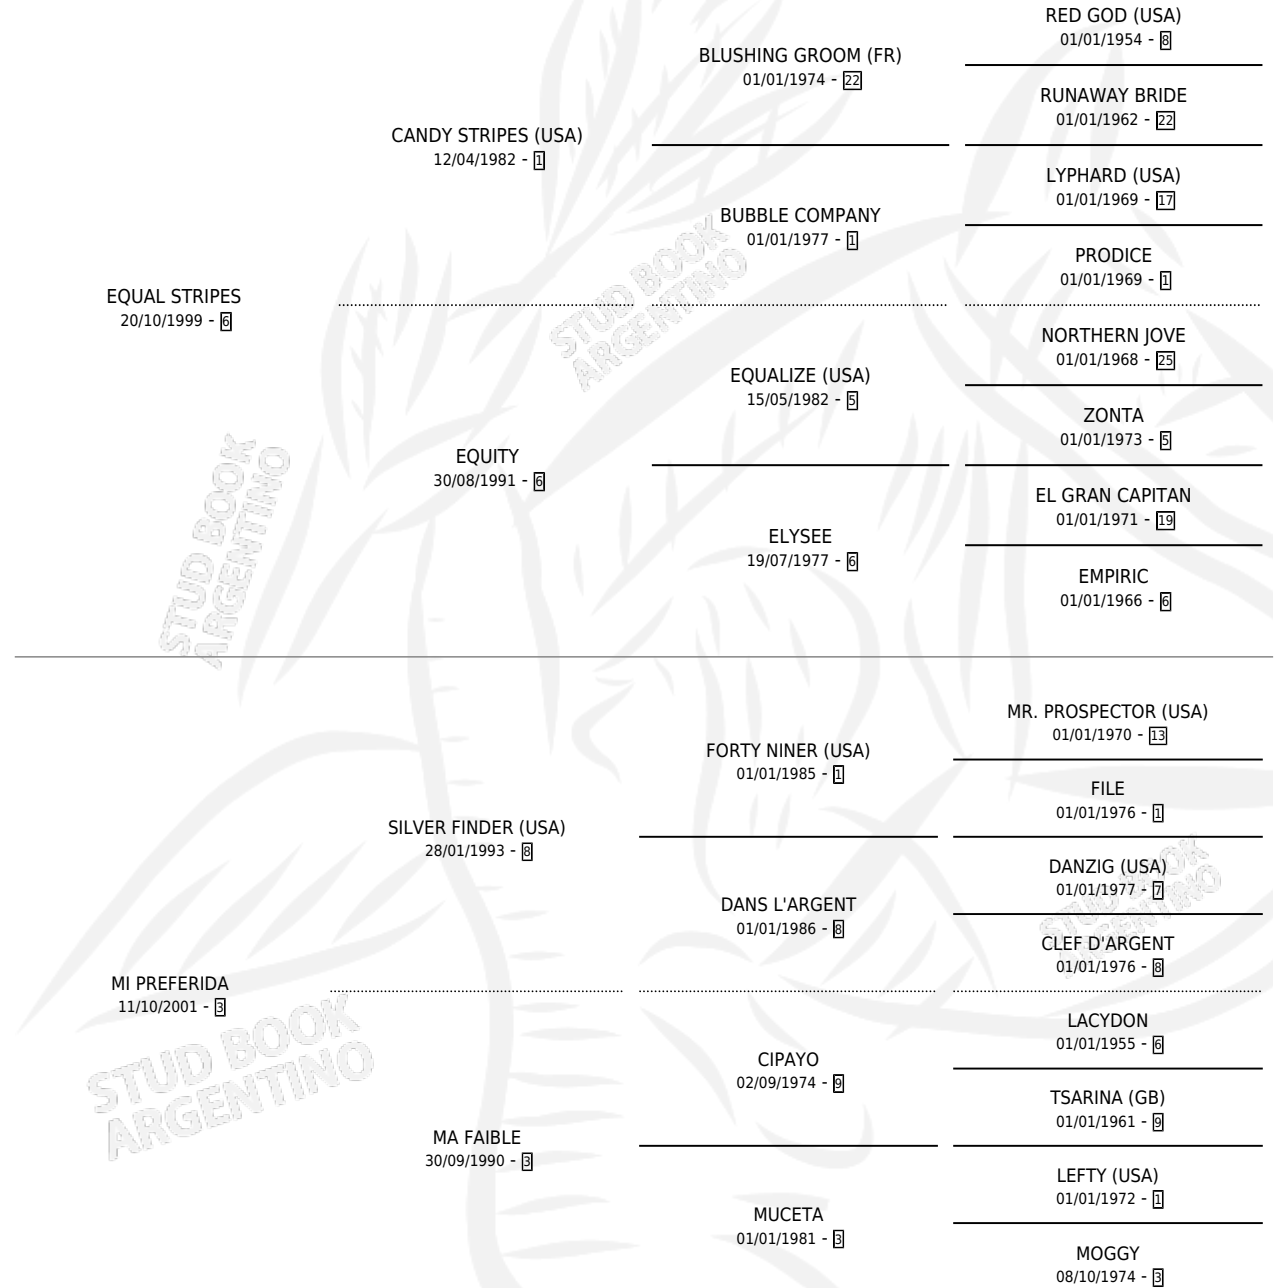 RED GOD (USA)
01/01/1954 - 8
BLUSHING GROOM (FR)
01/01/1974 - 22
RUNAWAY BRIDE
01/01/1962 - 22
CANDY STRIPES (USA)
12/04/1982 - 1
LYPHARD (USA)
01/01/1969 - 17
BUBBLE COMPANY
01/01/1977 - 1
PRODICE
01/01/1969 - 1
EQUAL STRIPES
20/10/1999 - 6
NORTHERN JOVE
01/01/1968 - 25
EQUALIZE (USA)
15/05/1982 - 5
ZONTA
01/01/1973 - 5
EQUITY
30/08/1991 - 6
EL GRAN CAPITAN
01/01/1971 - 19
ELYSEE
19/07/1977 - 6
EMPIRIC
01/01/1966 - 6
MR. PROSPECTOR (USA)
01/01/1970 - 13
FORTY NINER (USA)
01/01/1985 - 1
FILE
01/01/1976 - 1
SILVER FINDER (USA)
28/01/1993 - 8
DANZIG (USA)
01/01/1977 - 7
DANS L'ARGENT
01/01/1986 - 8
CLEF D'ARGENT
01/01/1976 - 8
MI PREFERIDA
11/10/2001 - 3
LACYDON
01/01/1955 - 6
CIPAYO
02/09/1974 - 9
TSARINA (GB)
01/01/1961 - 9
MA FAIBLE
30/09/1990 - 3
LEFTY (USA)
01/01/1972 - 1
MUCETA
01/01/1981 - 3
MOGGY
08/10/1974 - 3
STUD BOOK
ARGENTINO
STUD BOOK
ARGENTINO
STUD BOOK
ARGENTINO
STUD BOOK
ARGENTINO